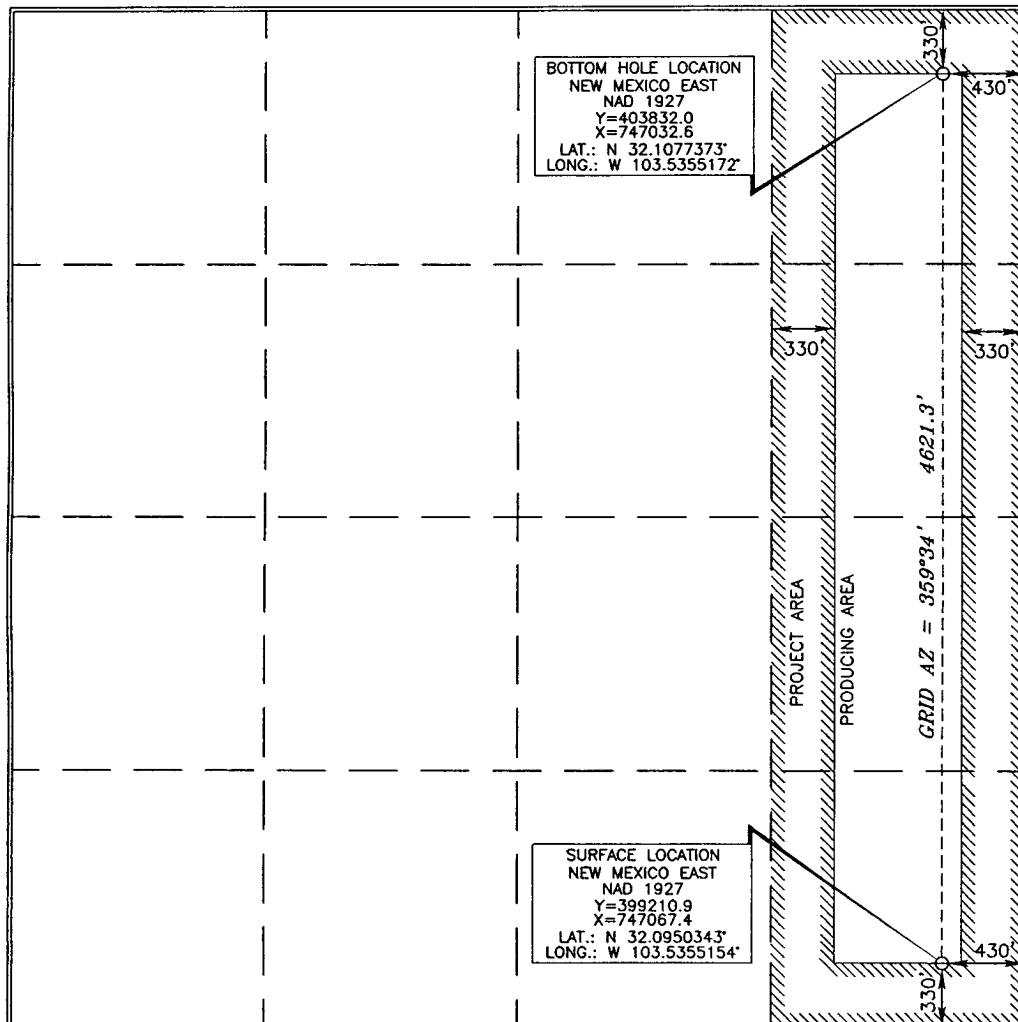 330'
BOTTOM HOLE LOCATION
NEW MEXICO EAST
NAD 1927
Y=403832.0
X=747032.6
LAT.: N 32.1077373°
LONG.: W 103.5355172°
430'
330'
330'
GRID AZ = 359°34' 4621.3'
PROJECT AREA
PRODUCING AREA
SURFACE LOCATION
NEW MEXICO EAST
NAD 1927
Y=399210.9
X=747067.4
LAT.: N 32.0950343°
LONG.: W 103.5355154°
430'
330'